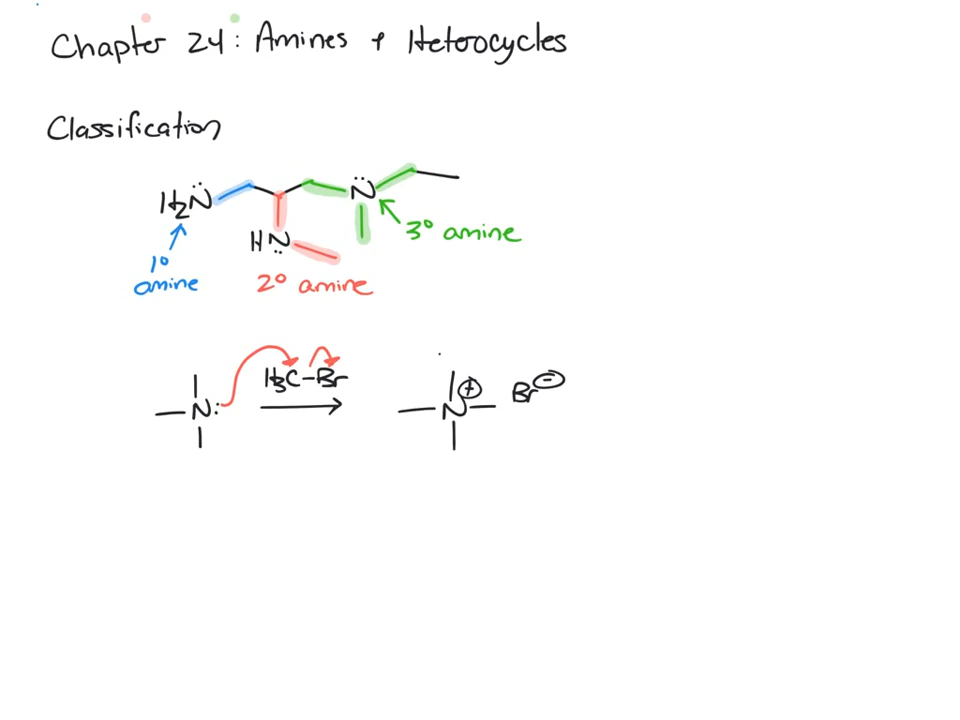 Chapter 24: Amines + Heterocycles
Classification
H₂N̈ N̈
HN̤ 3° amine
1° amine 2° amine
H₃C–Br
N: N⊕ Br⊖